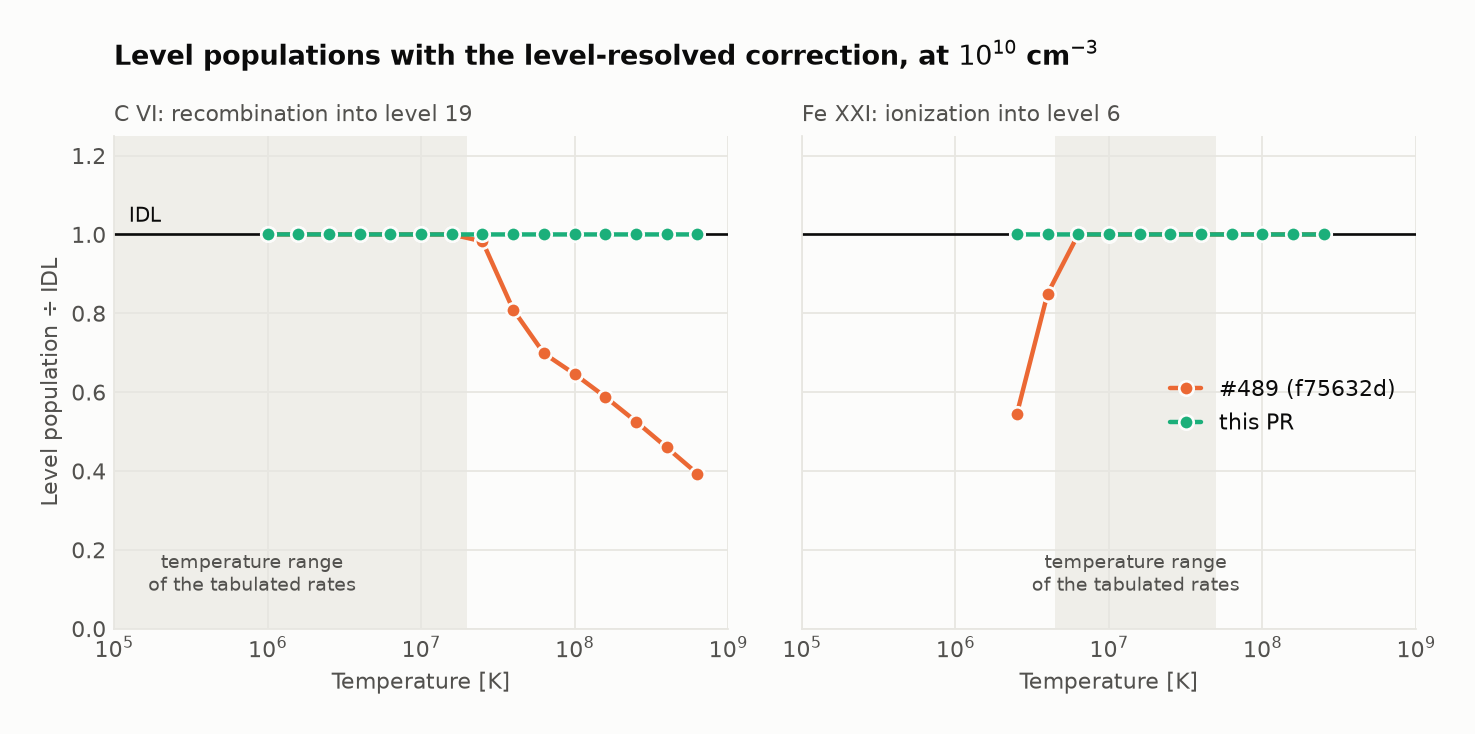 Level populations with the level-resolved correction, at 10¹⁰ cm⁻³
C VI: recombination into level 19
Fe XXI: ionization into level 6
Level population ÷ IDL
1.2
1.0
0.8
0.6
0.4
0.2
0.0
IDL
temperature range
of the tabulated rates
10⁵
10⁶
10⁷
10⁸
10⁹
Temperature [K]
#489 (f75632d)
this PR
temperature range
of the tabulated rates
10⁵
10⁶
10⁷
10⁸
10⁹
Temperature [K]